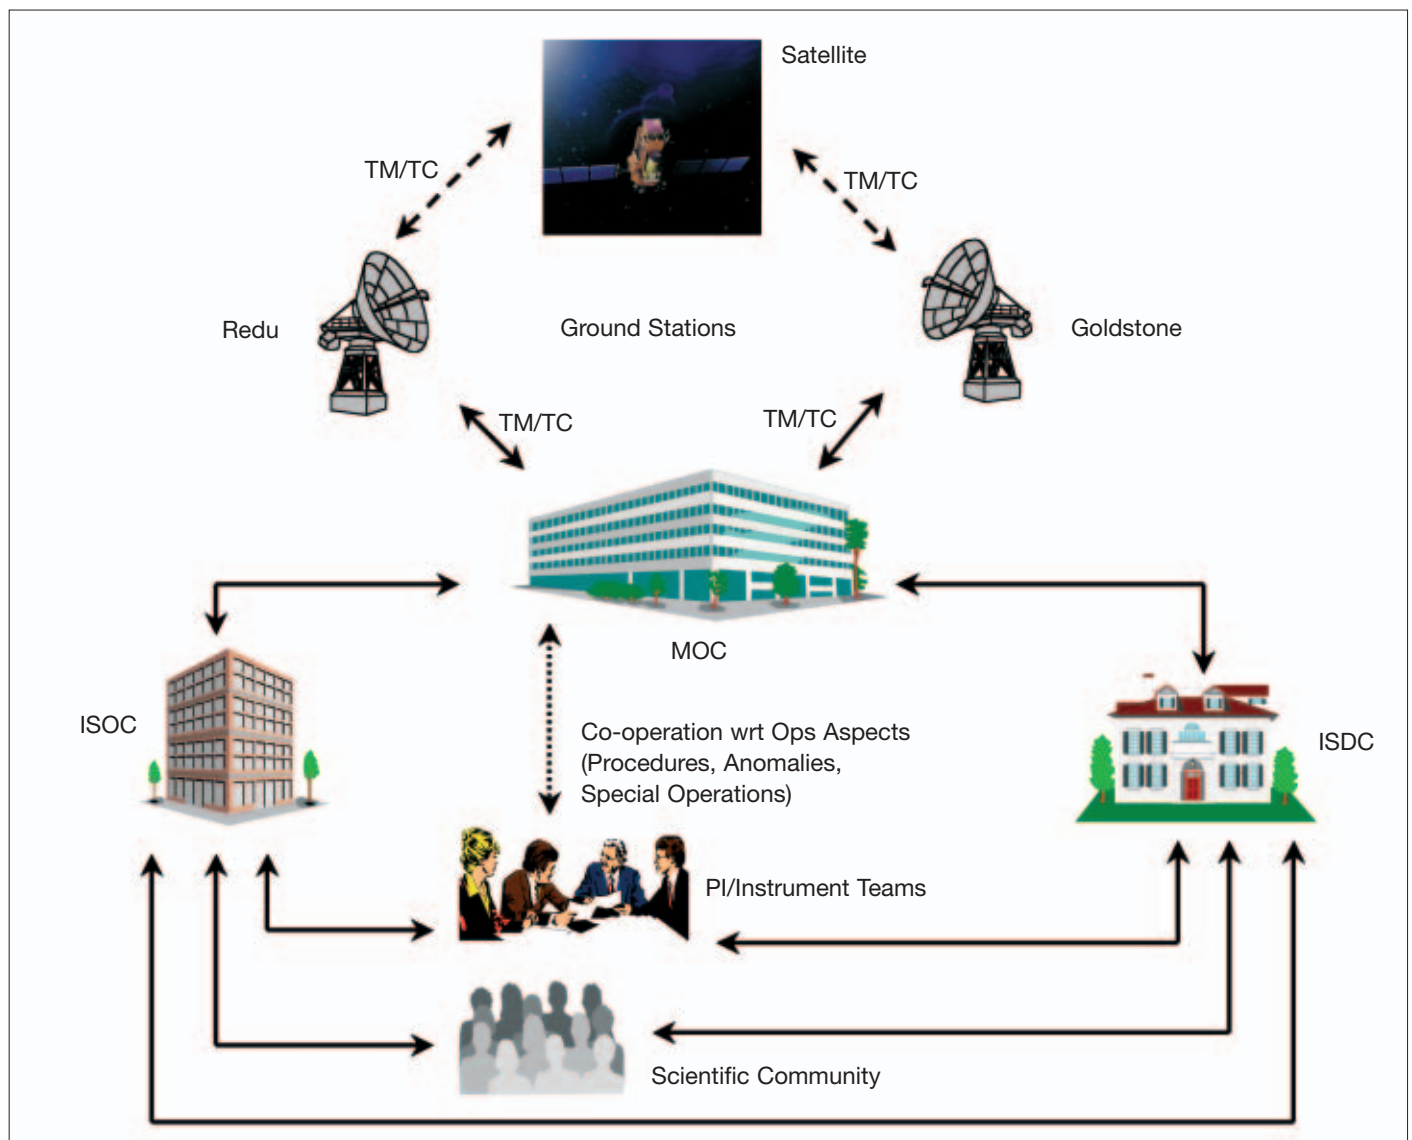 Satellite
TM/TC
TM/TC
Redu
Ground Stations
Goldstone
TM/TC
TM/TC
MOC
ISOC
Co-operation wrt Ops Aspects
(Procedures, Anomalies,
Special Operations)
ISDC
PI/Instrument Teams
Scientific Community